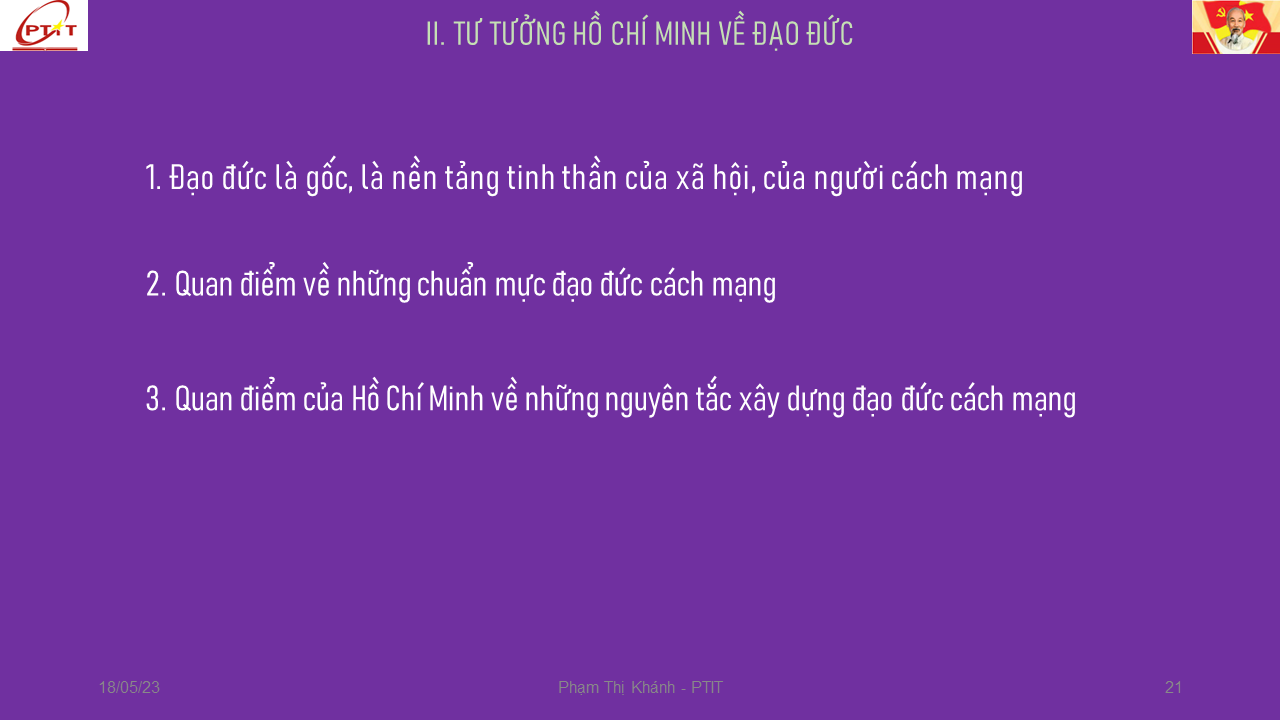 PTIT
II. TƯ TƯỞNG HỒ CHÍ MINH VỀ ĐẠO ĐỨC
1. Đạo đức là gốc, là nền tảng tinh thần của xã hội, của người cách mạng
2. Quan điểm về những chuẩn mực đạo đức cách mạng
3. Quan điểm của Hồ Chí Minh về những nguyên tắc xây dựng đạo đức cách mạng
18/05/23
Phạm Thị Khánh - PTIT
21